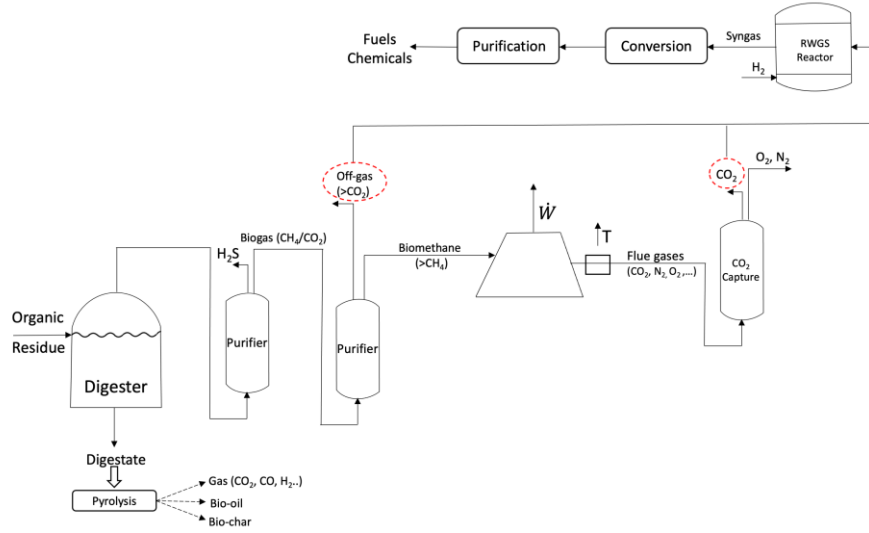 Fuels
Chemicals
Purification
Conversion
Syngas
RWGS
Reactor
H₂
Off-gas
(>CO₂)
CO₂
O₂, N₂
Ẇ
T
H₂S
Biogas (CH₄/CO₂)
Biomethane
(>CH₄)
Flue gases
(CO₂, N₂, O₂ ,...)
CO₂
Capture
Organic
Residue
Purifier
Purifier
Digester
Digestate
Pyrolysis
Gas (CO₂, CO, H₂..)
Bio-oil
Bio-char